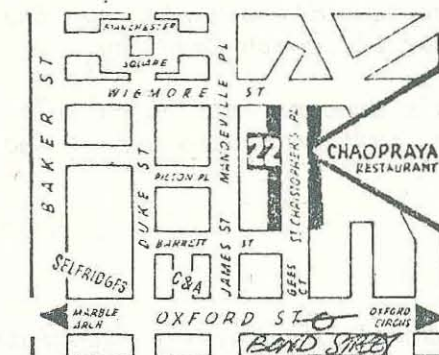 MANCHESTER
SQUARE
WIGMORE ST
BAKER ST
DUKE ST
MANDEVILLE PL
JAMES ST
ST CHRISTOPHER'S PL
GEES CT
22
CHAOPRAYA
RESTAURANT
PICTON PL
BARRETT ST
SELFRIDGES
C&A
MARBLE
ARCH
OXFORD ST
OXFORD
CIRCUS
BOND STREET